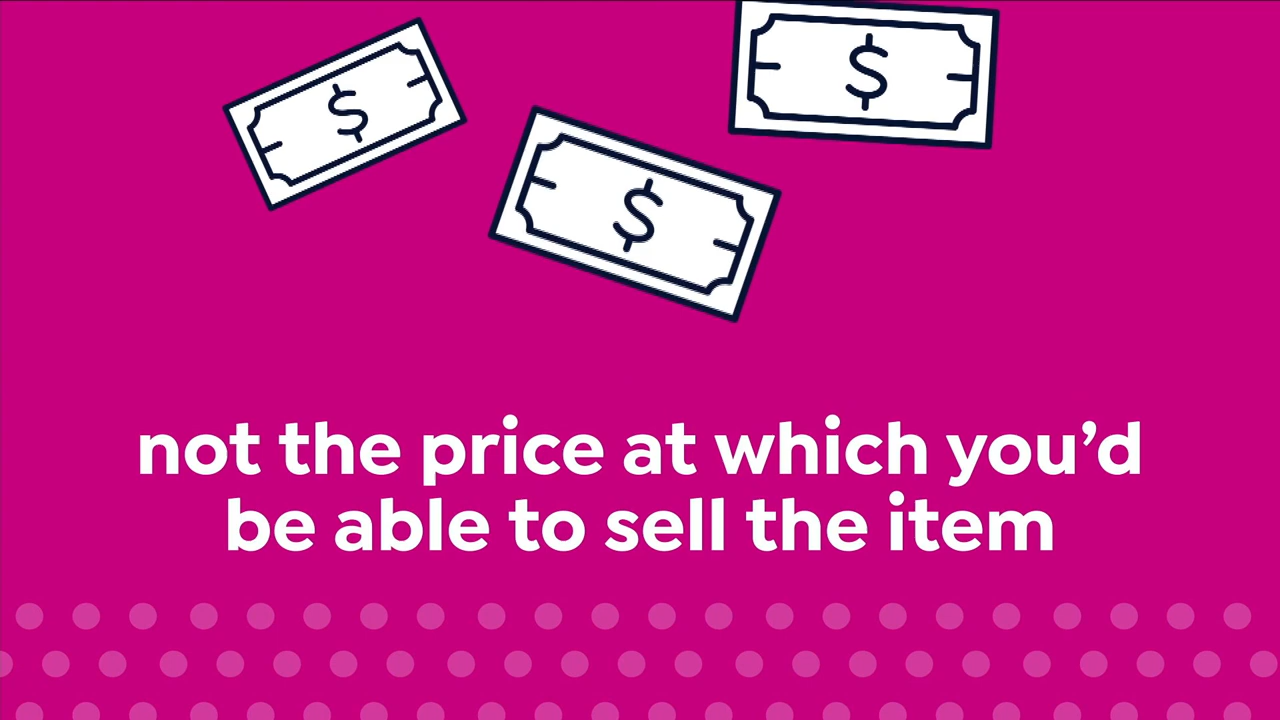 $
$
$
not the price at which you’d
be able to sell the item